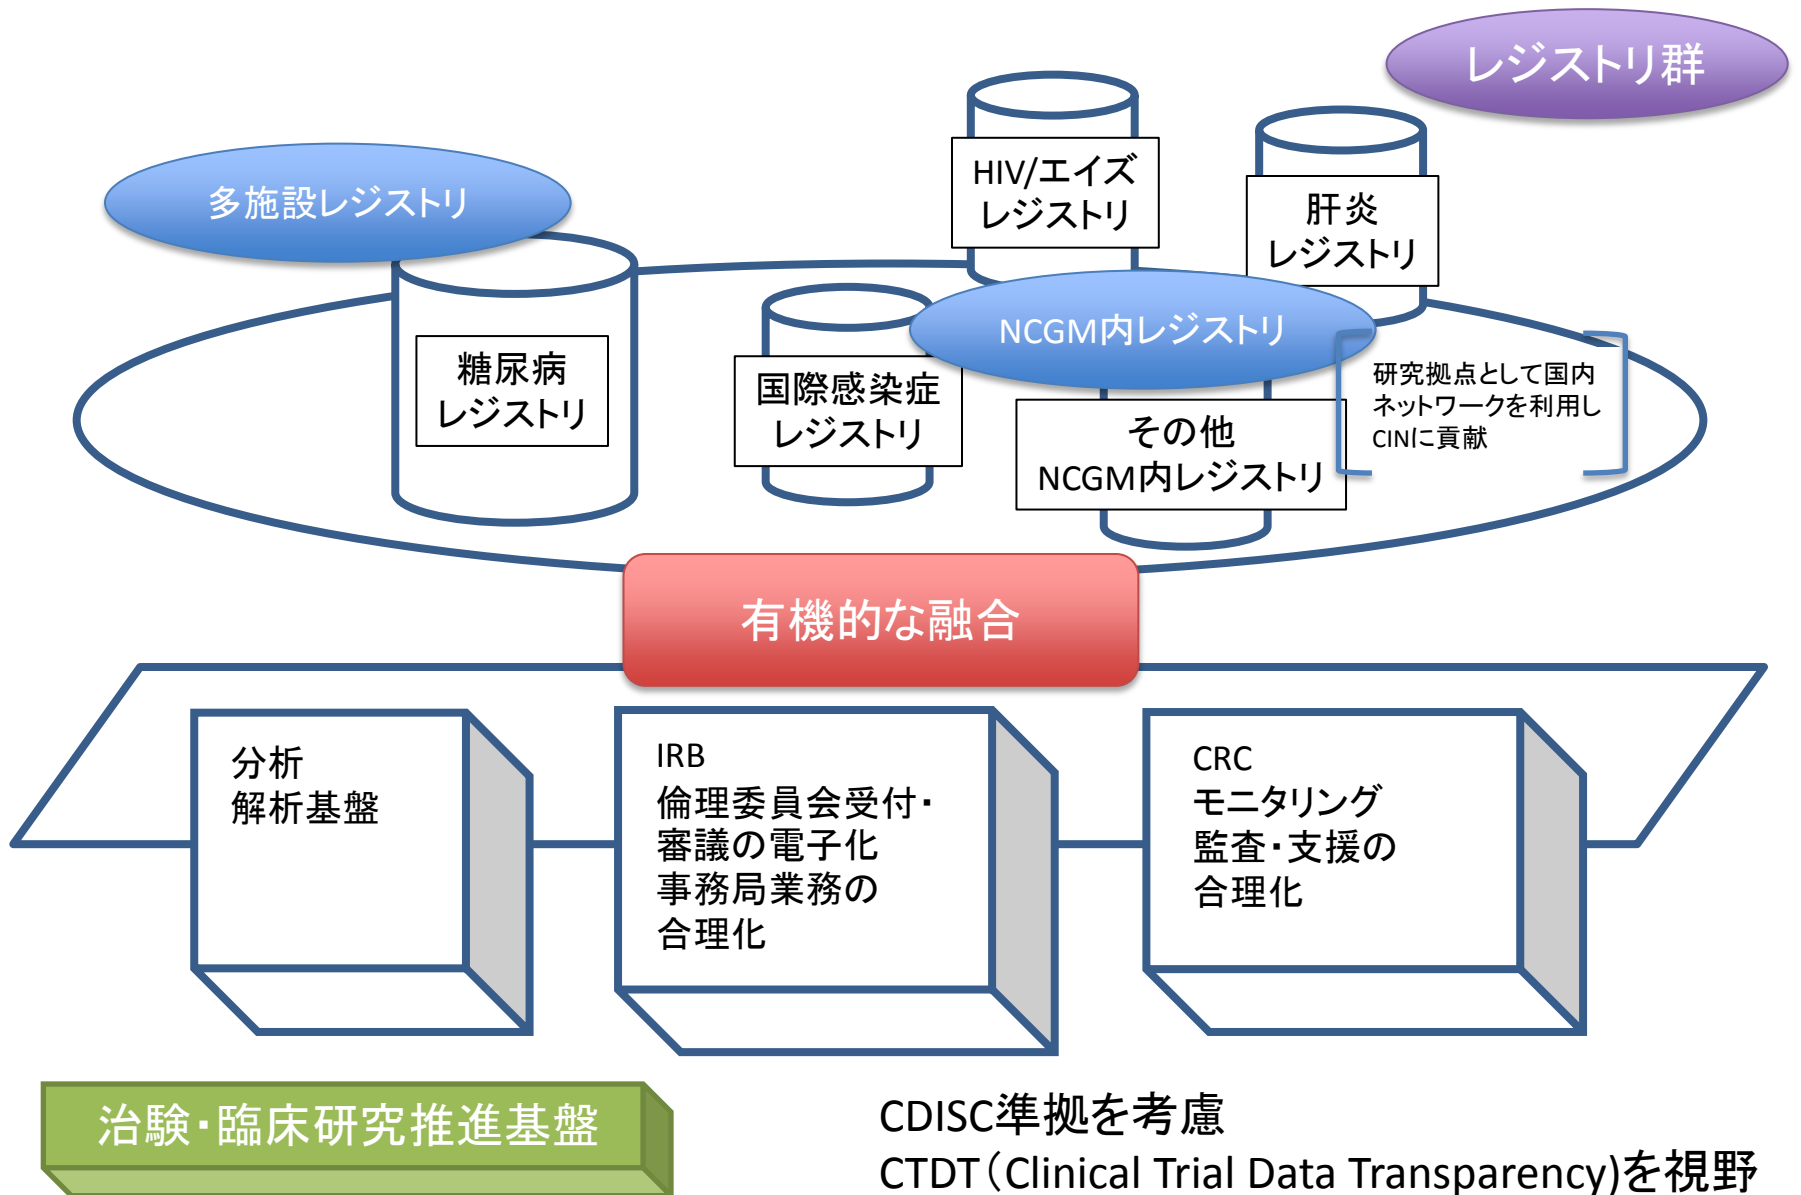 レジストリ群
多施設レジストリ
HIV/エイズ
レジストリ
肝炎
レジストリ
NCGM内レジストリ
糖尿病
レジストリ
国際感染症
レジストリ
その他
NCGM内レジストリ
研究拠点として国内
ネットワークを利用し
CINに貢献
有機的な融合
分析
解析基盤
IRB
倫理委員会受付・
審議の電子化
事務局業務の
合理化
CRC
モニタリング
監査・支援の
合理化
治験・臨床研究推進基盤
CDISC準拠を考慮
CTDT（Clinical Trial Data Transparency)を視野